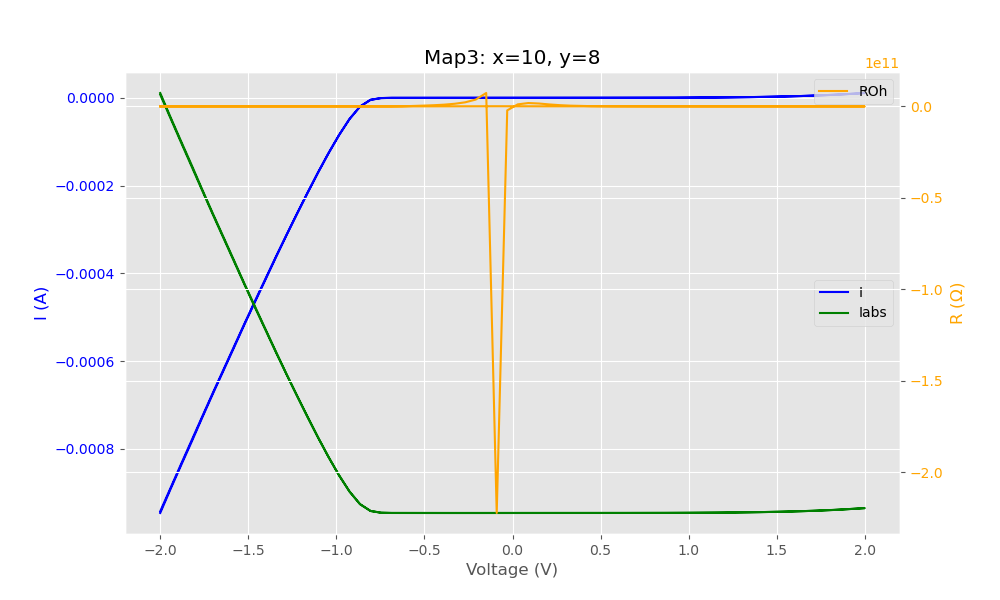 Map3: x=10, y=8
1e11
0.0000
−0.0002
−0.0004
−0.0006
−0.0008
I (A)
ROh
i
Iabs
0.0
−0.5
−1.0
−1.5
−2.0
R (Ω)
−2.0 −1.5 −1.0 −0.5 0.0 0.5 1.0 1.5 2.0
Voltage (V)